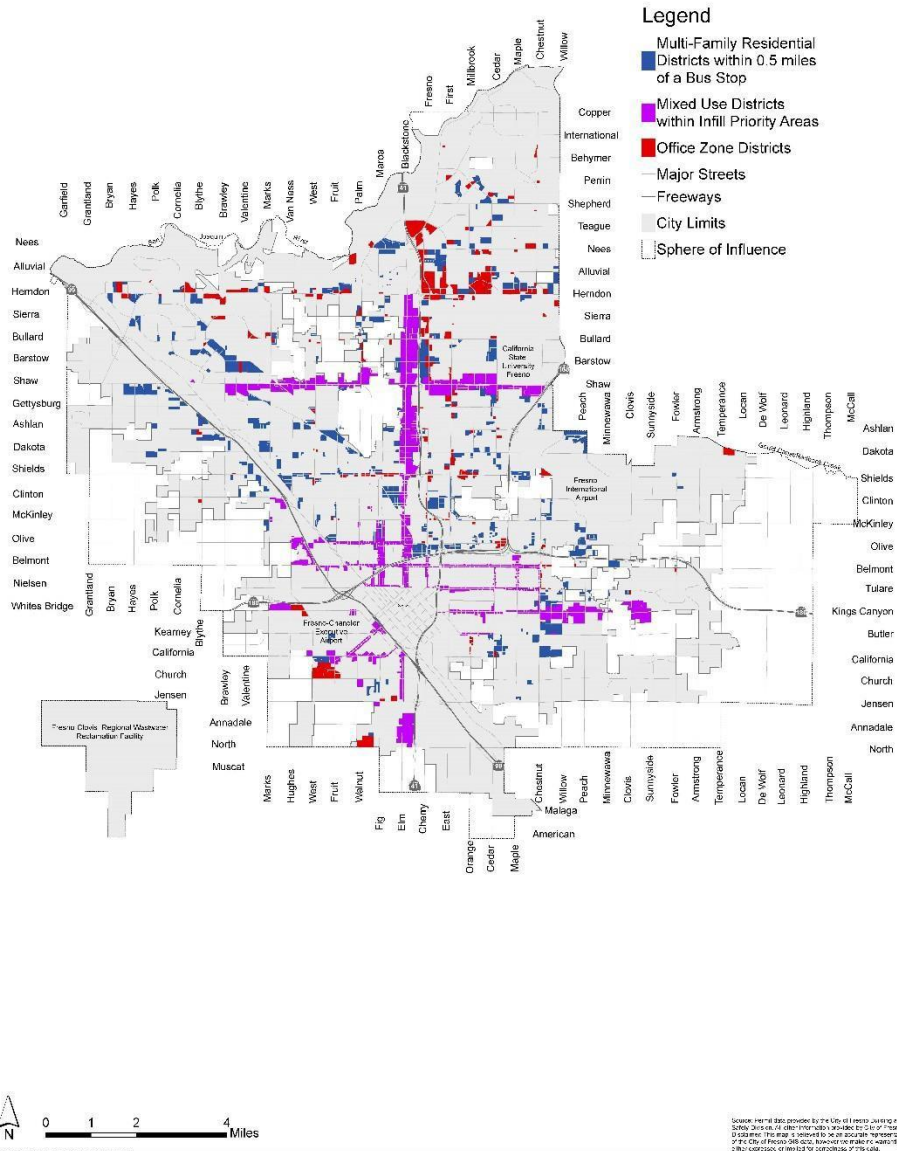 Legend
Multi-Family Residential
Districts within 0.5 miles
of a Bus Stop
Mixed Use Districts
within Infill Priority Areas
Office Zone Districts
Major Streets
Freeways
City Limits
Sphere of Influence
Fresno
First
Millbrook
Cedar
Maple
Chestnut
Willow
Maroa
Blackstone
Garfield
Grantland
Bryan
Hayes
Polk
Cornelia
Blythe
Brawley
Valentine
Marks
Van Ness
West
Fruit
Palm
Copper
International
Behymer
Perrin
Shepherd
Teague
Nees
Alluvial
Herndon
Sierra
Bullard
Barstow
Shaw
Nees
Alluvial
Herndon
Sierra
Bullard
Barstow
Shaw
Gettysburg
Ashlan
Dakota
Shields
Clinton
McKinley
Olive
Belmont
Nielsen
Whites Bridge
Kearney
California
Church
Jensen
Annadale
North
Muscat
41
California
State
University
Fresno
Peach
Minnewawa
Clovis
Sunnyside
Fowler
Armstrong
Temperance
Locan
De Wolf
Leonard
Highland
Thompson
McCall
Ashlan
Dakota
Shields
Clinton
McKinley
Olive
Belmont
Tulare
Kings Canyon
Butler
California
Church
Jensen
Annadale
North
Fresno
International
Airport
Grantland
Bryan
Hayes
Polk
Cornelia
Blythe
Brawley
Valentine
Fresno-Chandler
Executive
Airport
Fresno Clovis Regional Wastwater
Reclamation Facility
Marks
Hughes
West
Fruit
Walnut
Fig
Elm
Cherry
East
Orange
Cedar
Maple
41
99
Chestnut
Willow
Peach
Minnewawa
Clovis
Sunnyside
Fowler
Armstrong
Temperance
Locan
De Wolf
Leonard
Highland
Thompson
McCall
Malaga
American
N
0 1 2 4
Miles